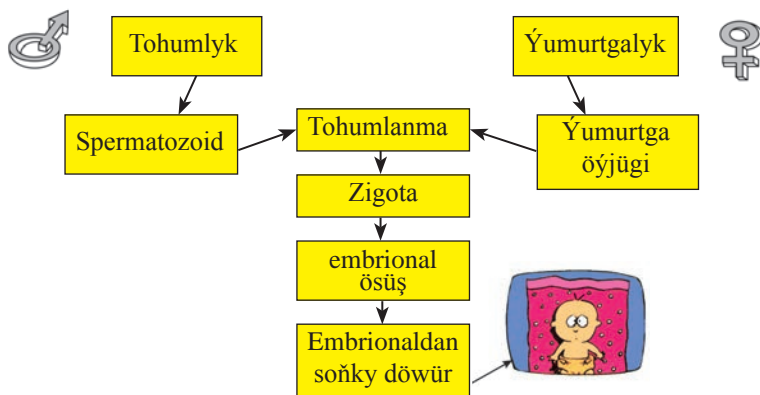 Tohumlyk
Ýumurtgalyk
Spermatozoid
Tohumlanma
Ýumurtga
öýjügi
Zigota
embrional
ösüş
Embrionaldan
soňky döwür